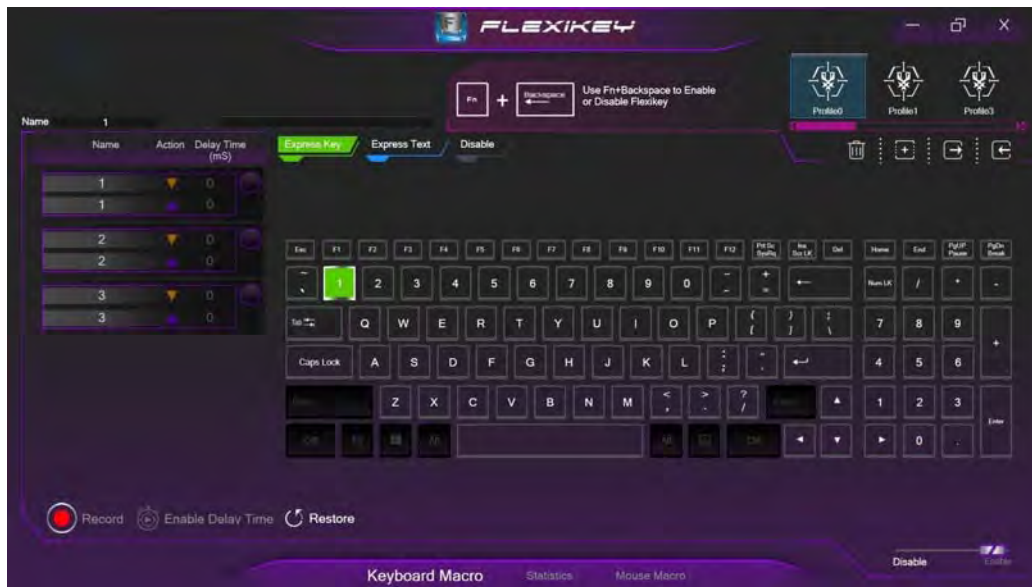 FLEXIKEY
Fn + Backspace Use Fn+Backspace to Enable
or Disable Flexikey
Profile0 Profile1 Profile3
Name 1
Name Action Delay Time
(mS)
Express Key Express Text Disable
1 0
1 0
2 0
2 0
3 0
3 0
Esc F1 F2 F3 F4 F5 F6 F7 F8 F9 F10 F11 F12 Prt Sc SysRq Ins Scr LK Del Home End PgUP Pause PgDn Break
~ ` 1 2 3 4 5 6 7 8 9 0 - + = Num LK / * -
Tab Q W E R T Y U I O P { [ } ] \ 7 8 9 +
Caps Lock A S D F G H J K L : ; 4 5 6
Z X C V B N M < , > . ? / 1 2 3 Enter
Ctrl 0 .
Record Enable Delay Time Restore
Disable Enable
Keyboard Macro Statistics Mouse Macro